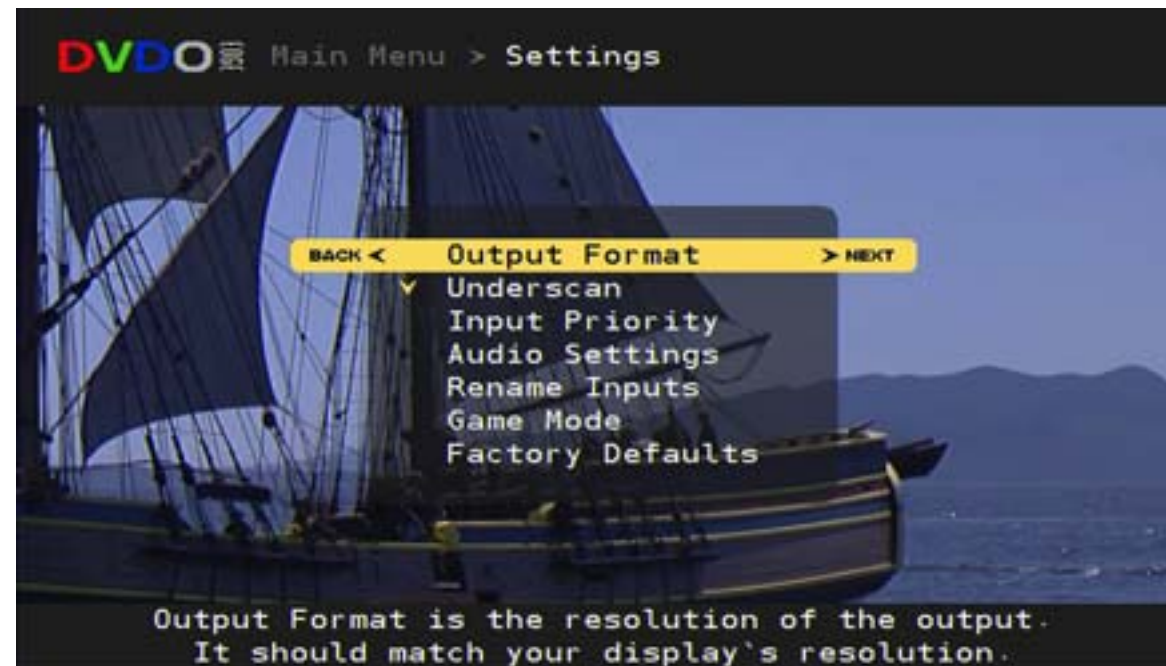 DVDO Main Menu > Settings
BACK < Output Format > NEXT
Underscan
Input Priority
Audio Settings
Rename Inputs
Game Mode
Factory Defaults
Output Format is the resolution of the output.
It should match your display`s resolution.